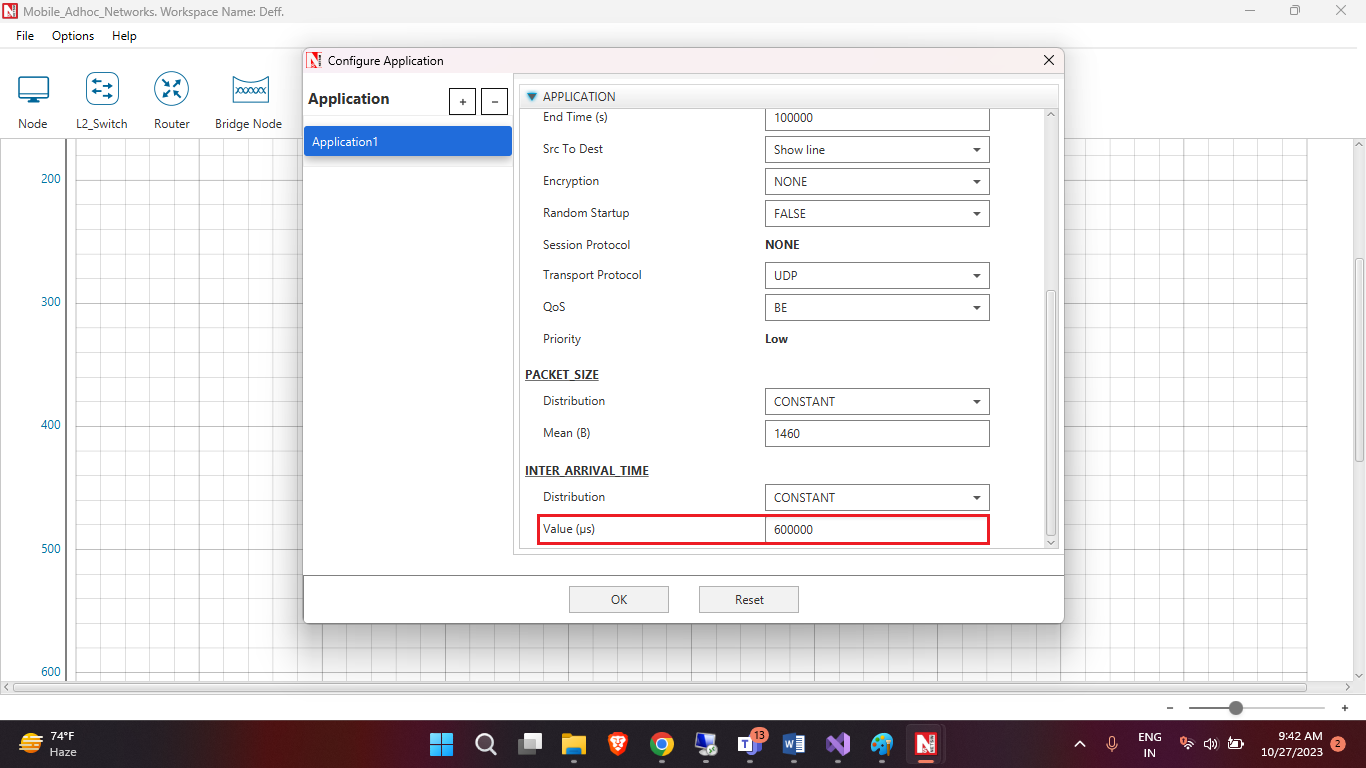 Mobile_Adhoc_Networks. Workspace Name: Deff.
File Options Help
Configure Application
Node L2_Switch Router Bridge Node
Application + −
Application1
APPLICATION
End Time (s) 100000
Src To Dest Show line
Encryption NONE
Random Startup FALSE
Session Protocol NONE
Transport Protocol UDP
QoS BE
Priority Low
PACKET_SIZE
Distribution CONSTANT
Mean (B) 1460
INTER_ARRIVAL_TIME
Distribution CONSTANT
Value (µs) 600000
OK Reset
200
300
400
500
600
− +
74°F
Haze
13
ENG
IN
9:42 AM
10/27/2023
2